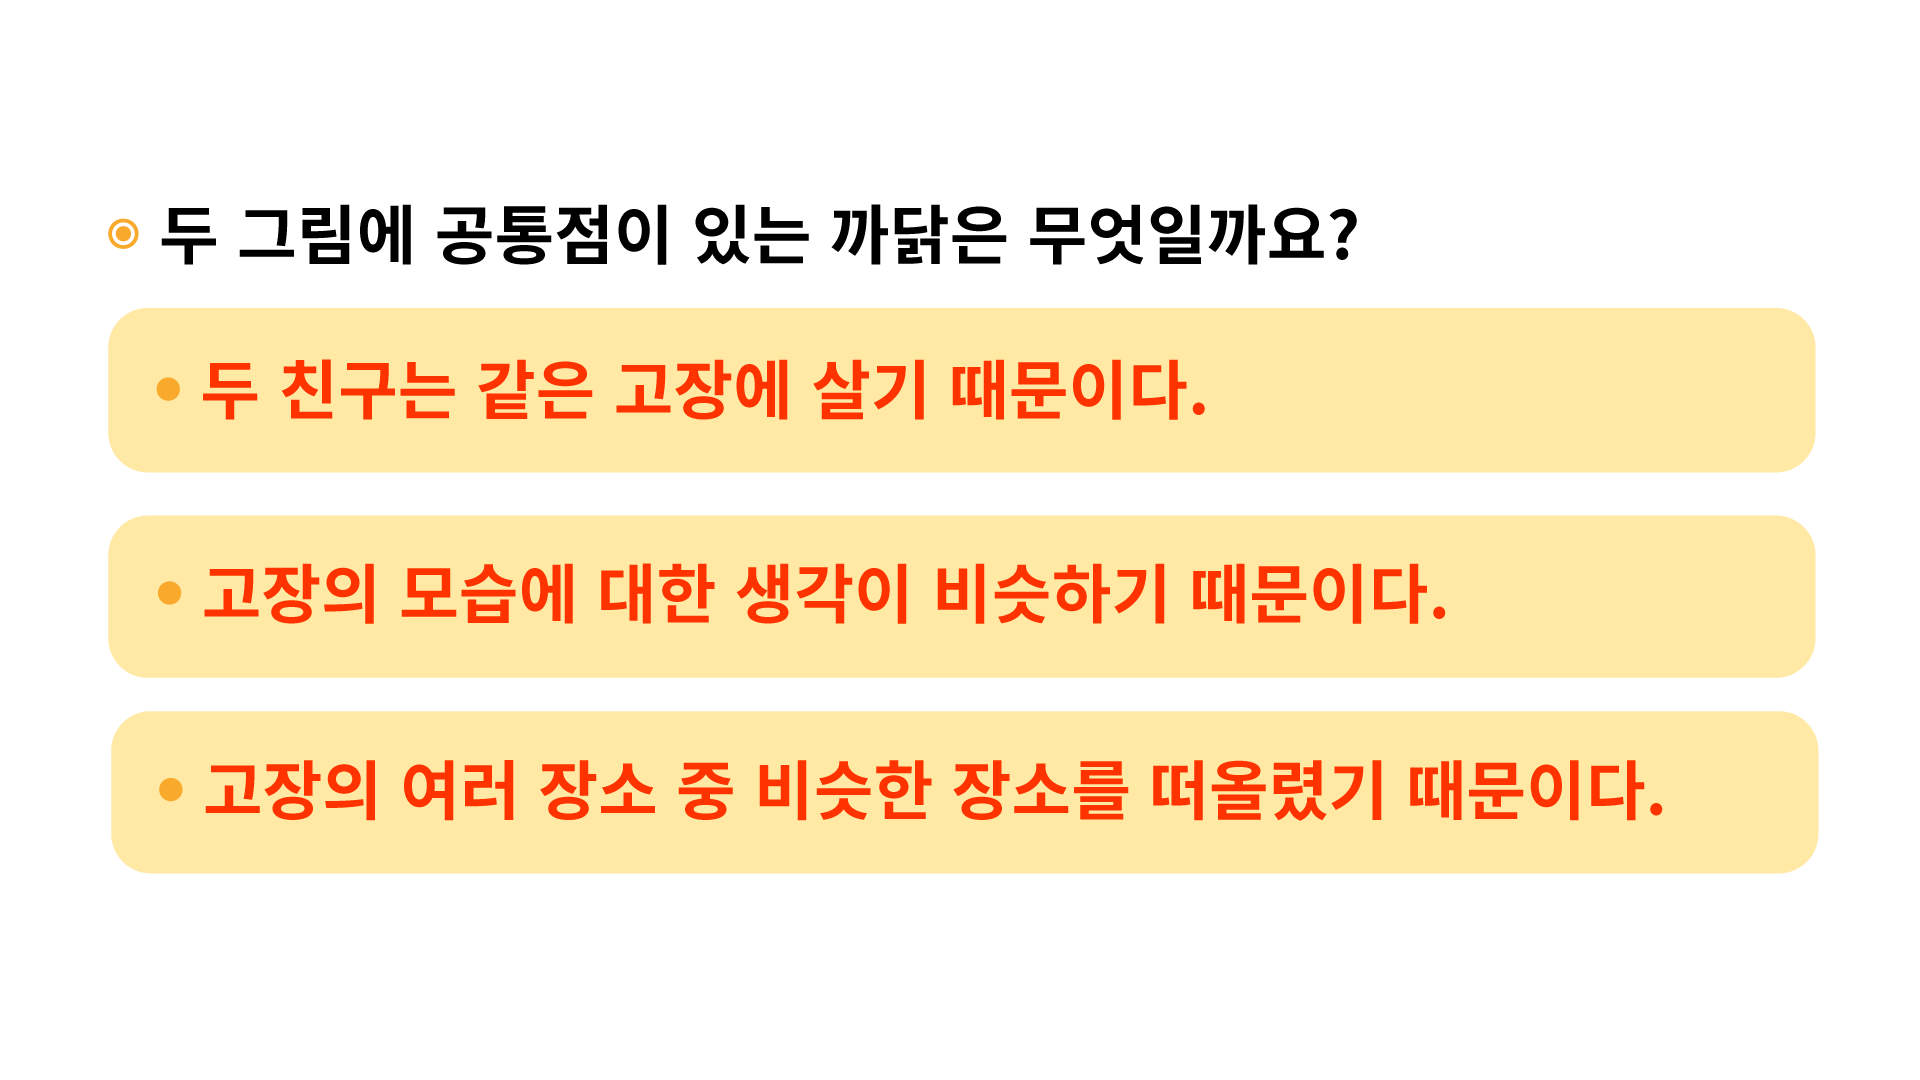 두 그림에 공통점이 있는 까닭은 무엇일까요?
두 친구는 같은 고장에 살기 때문이다.
고장의 모습에 대한 생각이 비슷하기 때문이다.
고장의 여러 장소 중 비슷한 장소를 떠올렸기 때문이다.